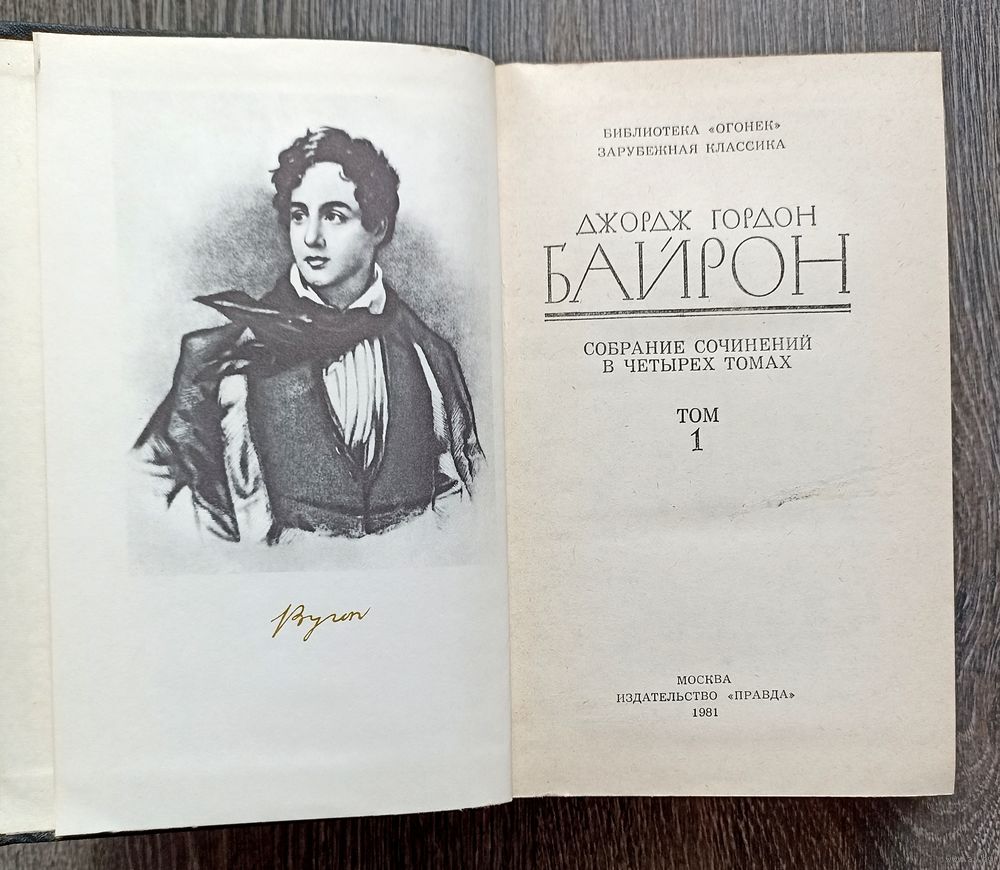 Byron
БИБЛИОТЕКА «ОГОНЕК»
ЗАРУБЕЖНАЯ КЛАССИКА
ДЖОРДЖ ГОРДОН
БАЙРОН
СОБРАНИЕ СОЧИНЕНИЙ
В ЧЕТЫРЕХ ТОМАХ
ТОМ
1
МОСКВА
ИЗДАТЕЛЬСТВО «ПРАВДА»
1981